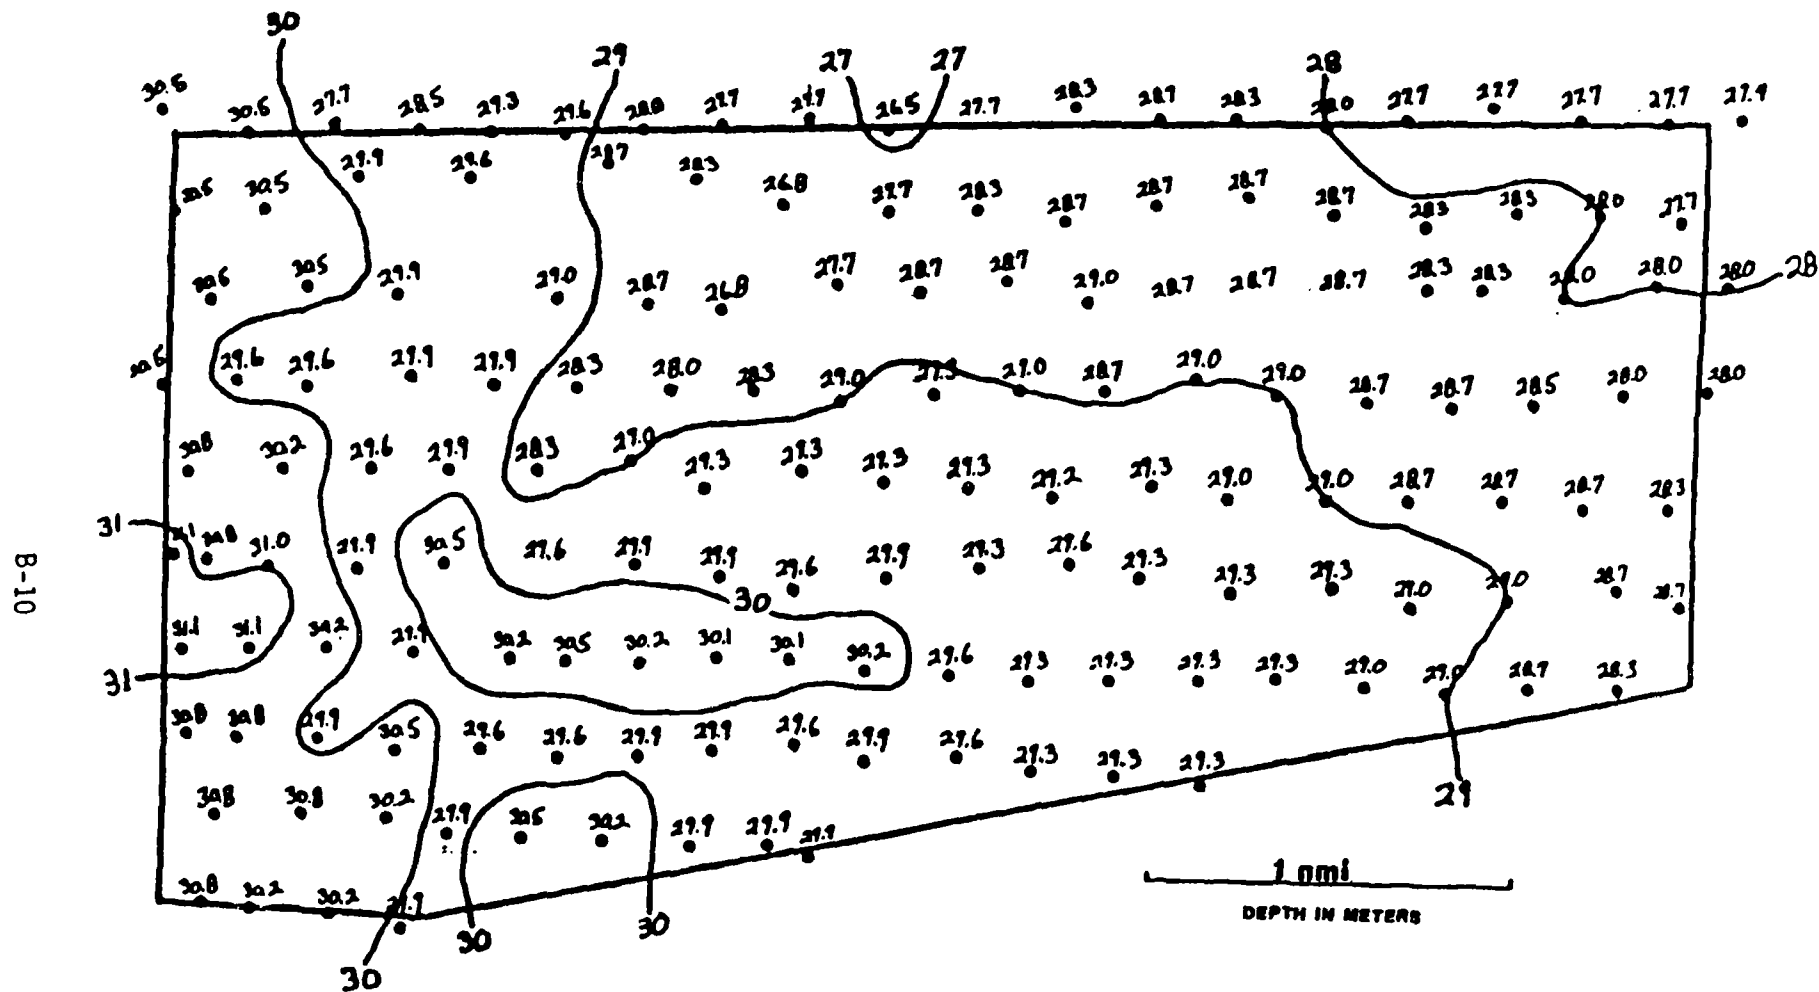 30 29 27 27 28
30.5 30.5 27.7 28.5 29.3 29.6 28.8 27.7 27.7 26.5 27.7 28.3 28.7 28.3 28.0 27.7 27.7 27.7 27.7 27.9
30.5 30.5 29.9 29.6 28.7 28.3 26.8 27.7 28.3 28.7 28.7 28.7 28.7 28.3 28.3 28.0 27.7
30.5 29.9 29.0 28.7 26.8 27.7 28.7 28.7 29.0 28.7 28.7 28.7 28.3 28.3 28.0 28.0 28.0 28
29.6 29.6 29.9 29.9 28.3 28.0 28.3 29.0 29.3 29.0 28.7 29.0 29.0 28.7 28.7 28.5 28.0 28.0
30.8 30.2 29.6 29.9 28.3 29.0 29.3 29.3 29.3 29.3 29.2 29.3 29.0 29.0 28.7 28.7 28.7 28.3
31 30.8 31.0 29.9 30.5 29.6 29.9 29.9 29.6 29.9 29.3 29.6 29.3 29.3 29.3 29.0 29.0 28.7 28.7
30
31.1 31.1 30.2 29.9 30.2 30.5 30.2 30.1 30.1 30.2 29.6 29.3 29.3 29.3 29.3 29.0 29.0 28.7 28.3
31
30.8 30.8 29.9 30.5 29.6 29.6 29.9 29.9 29.6 29.9 29.6 29.3 29.3 29.3
29
30.8 30.8 30.2 29.9 30.5 30.2 29.9 29.9 29.9
30.8 30.2 30.2 29.9
30 30 30
1 nmi
DEPTH IN METERS
B-10